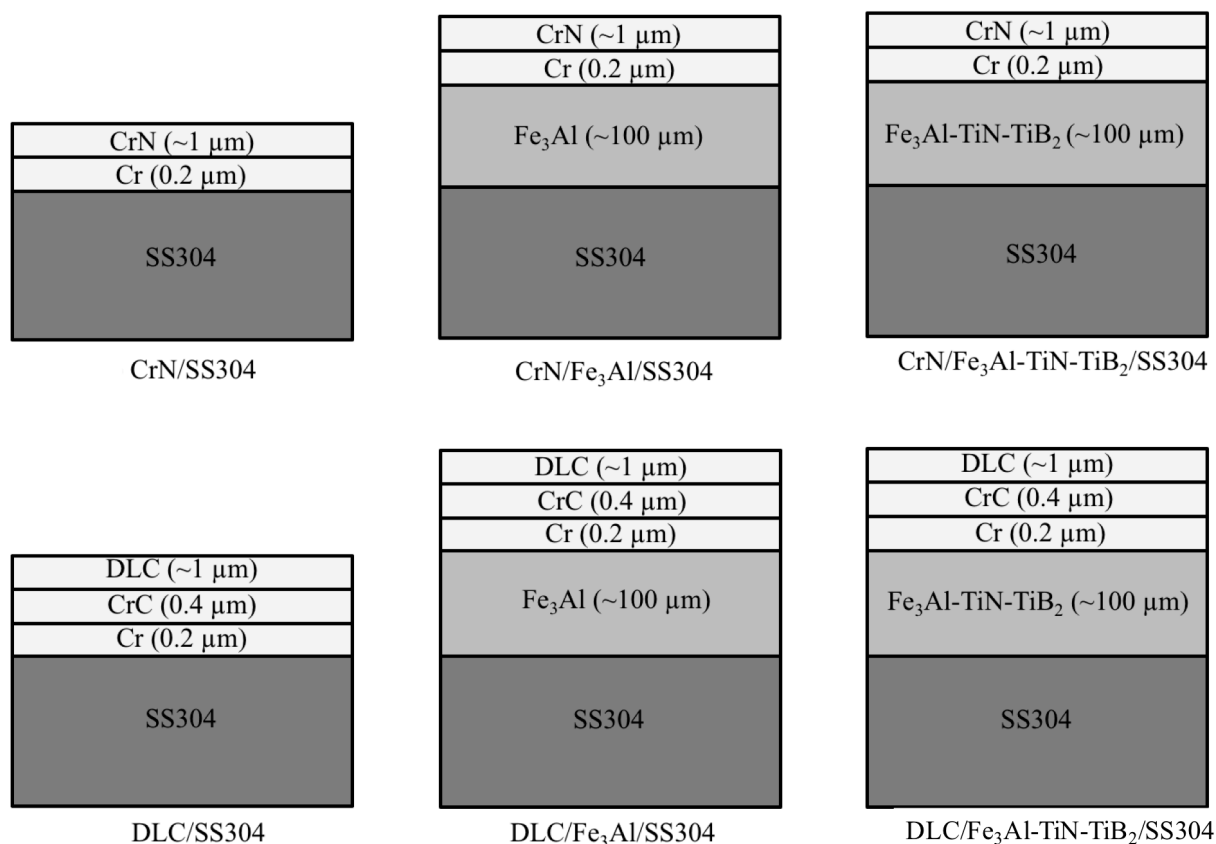 CrN (~1 µm)
Cr (0.2 µm)
SS304
CrN/SS304
CrN (~1 µm)
Cr (0.2 µm)
Fe₃Al (~100 µm)
SS304
CrN/Fe₃Al/SS304
CrN (~1 µm)
Cr (0.2 µm)
Fe₃Al-TiN-TiB₂ (~100 µm)
SS304
CrN/Fe₃Al-TiN-TiB₂/SS304
DLC (~1 µm)
CrC (0.4 µm)
Cr (0.2 µm)
SS304
DLC/SS304
DLC (~1 µm)
CrC (0.4 µm)
Cr (0.2 µm)
Fe₃Al (~100 µm)
SS304
DLC/Fe₃Al/SS304
DLC (~1 µm)
CrC (0.4 µm)
Cr (0.2 µm)
Fe₃Al-TiN-TiB₂ (~100 µm)
SS304
DLC/Fe₃Al-TiN-TiB₂/SS304